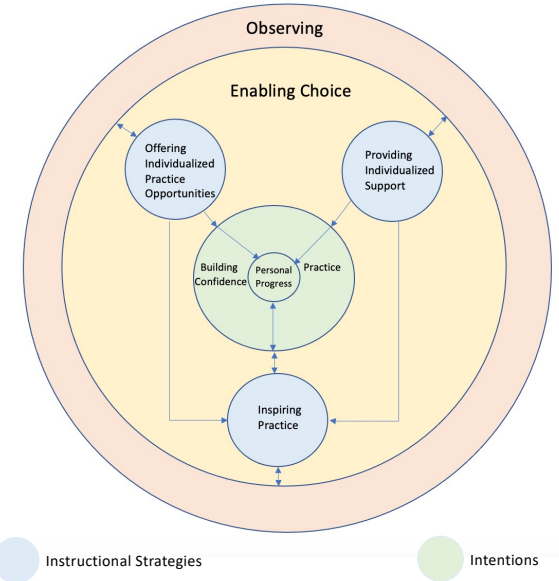 Observing
Enabling Choice
Offering
Individualized
Practice
Opportunities
Providing
Individualized
Support
Building
Confidence
Personal
Progress
Practice
Inspiring
Practice
Instructional Strategies
Intentions